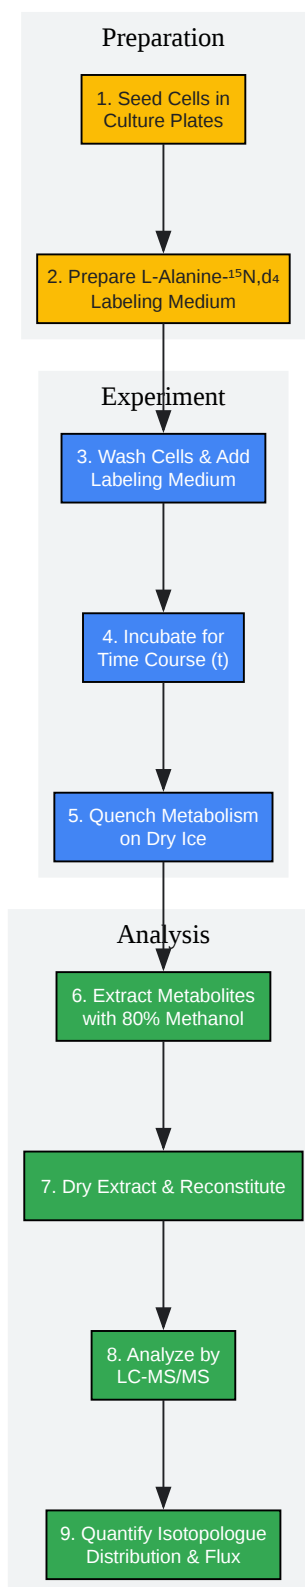 Preparation
1. Seed Cells in
Culture Plates
2. Prepare L-Alanine-¹⁵N,d₄
Labeling Medium
Experiment
3. Wash Cells & Add
Labeling Medium
4. Incubate for
Time Course (t)
5. Quench Metabolism
on Dry Ice
Analysis
6. Extract Metabolites
with 80% Methanol
7. Dry Extract & Reconstitute
8. Analyze by
LC-MS/MS
9. Quantify Isotopologue
Distribution & Flux